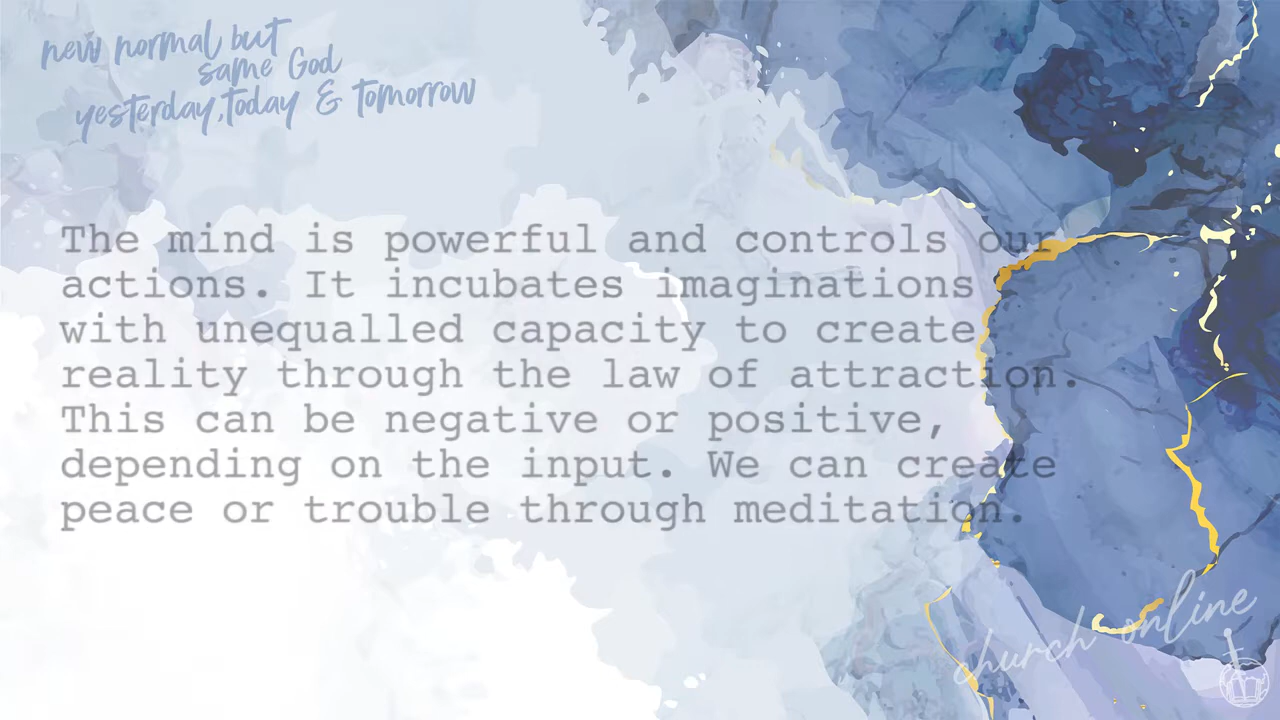 new normal but
same God
yesterday, today & tomorrow
The mind is powerful and controls our
actions. It incubates imaginations
with unequalled capacity to create
reality through the law of attraction.
This can be negative or positive,
depending on the input. We can create
peace or trouble through meditation.
church online